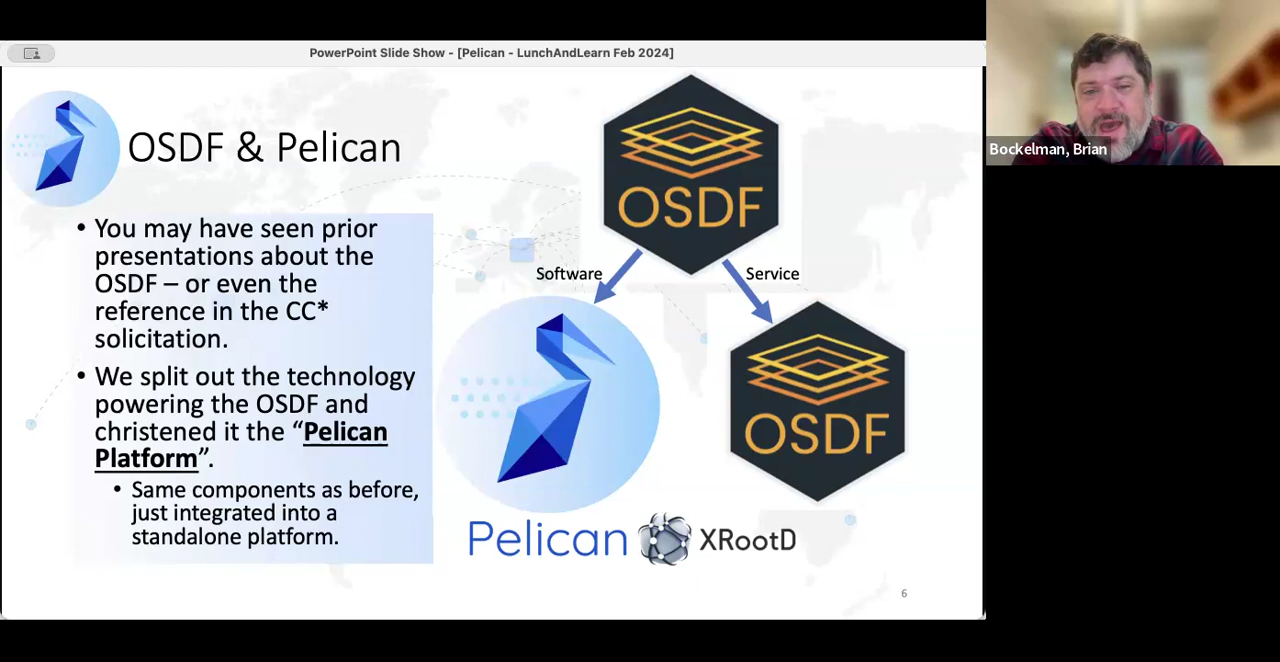 PowerPoint Slide Show - [Pelican - LunchAndLearn Feb 2024]
OSDF & Pelican
• You may have seen prior
presentations about the
OSDF – or even the
reference in the CC*
solicitation.
• We split out the technology
powering the OSDF and
christened it the “Pelican
Platform”.
• Same components as before,
just integrated into a
standalone platform.
OSDF
Software
Service
OSDF
Pelican
XRootD
6
Bockelman, Brian